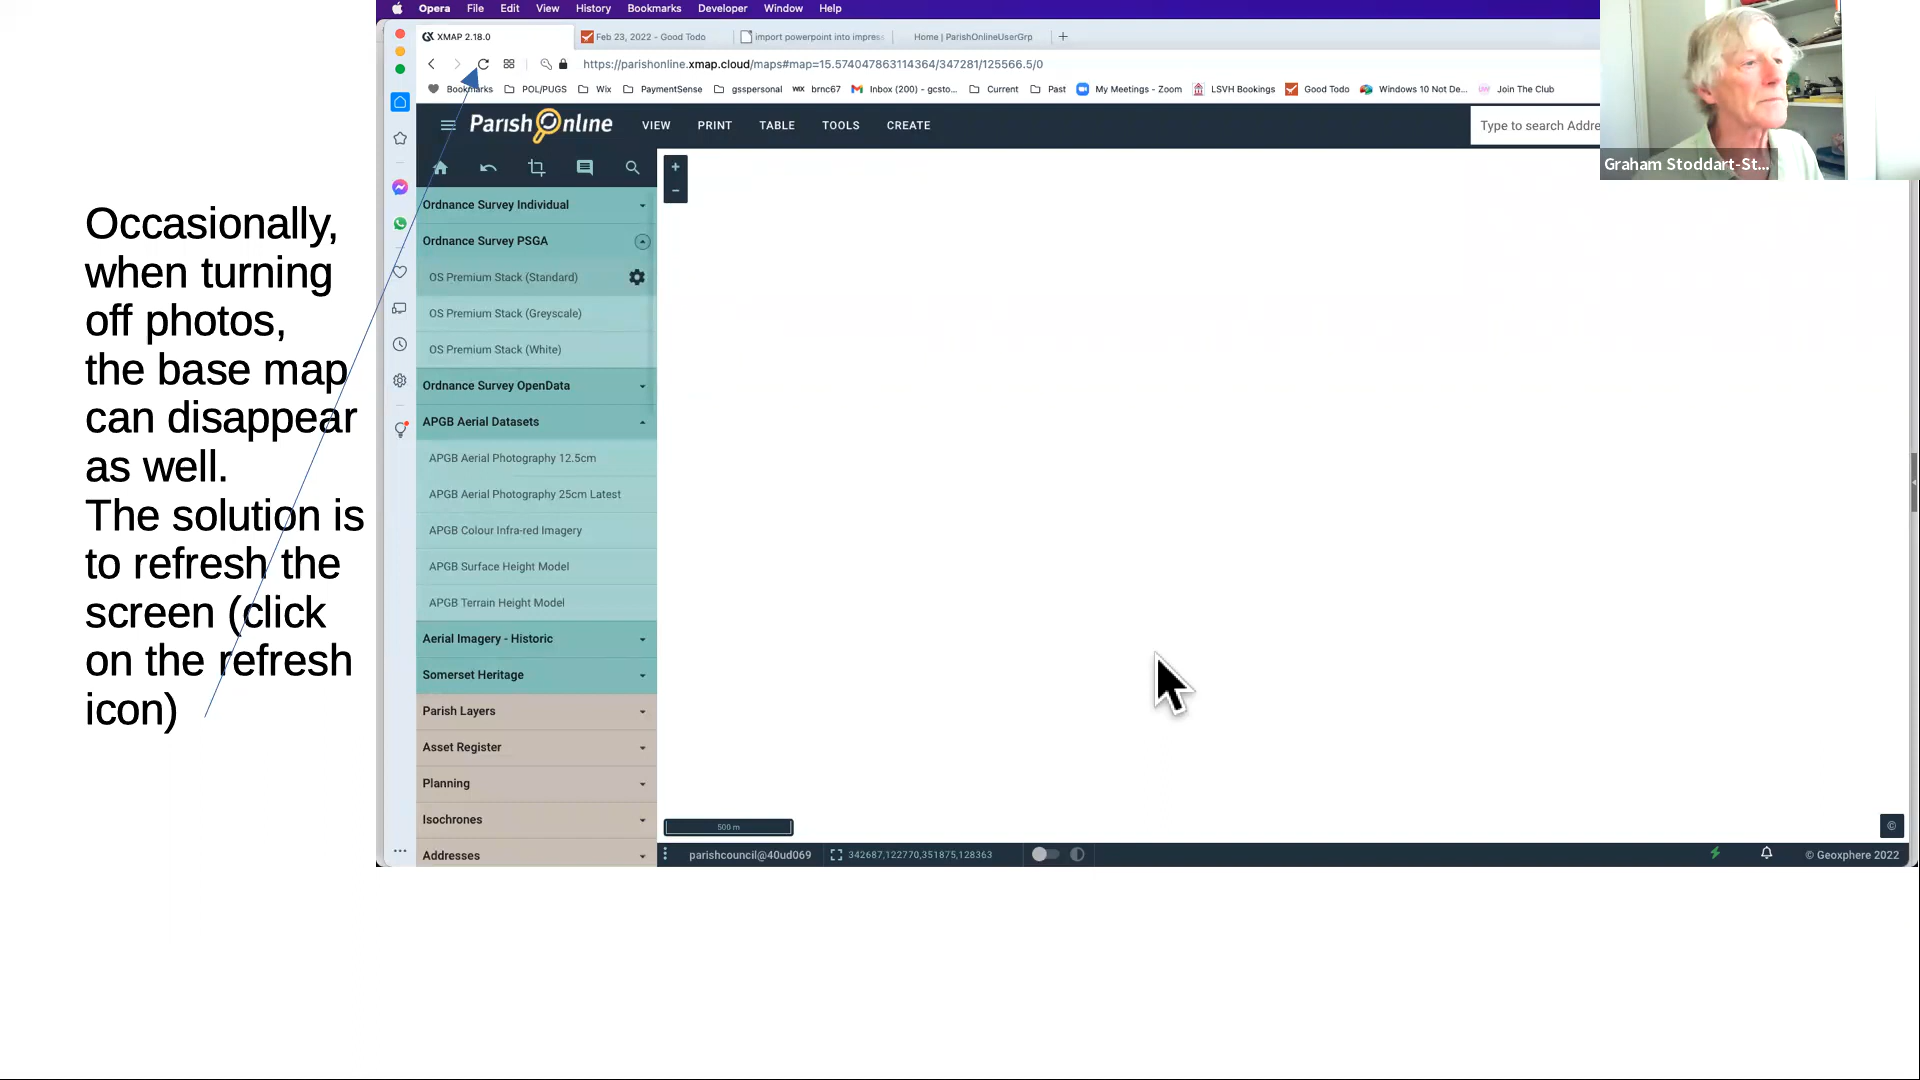 Opera File Edit View History Bookmarks Developer Window Help
XMAP 2.18.0
Feb 23, 2022 - Good Todo
import powerpoint into impress
Home | ParishOnlineUserGrp
https://parishonline.xmap.cloud/maps#map=15.574047863114364/347281/125566.5/0
Bookmarks POL/PUGS Wix PaymentSense gsspersonal WIX brnc67 Inbox (200) - gcsto... Current Past My Meetings - Zoom LSVH Bookings Good Todo Windows 10 Not De... Join The Club
Parish Online VIEW PRINT TABLE TOOLS CREATE
Type to search Addre
Graham Stoddart-St...
Occasionally,
when turning
off photos,
the base map
can disappear
as well.
The solution is
to refresh the
screen (click
on the refresh
icon)
Ordnance Survey Individual
Ordnance Survey PSGA
OS Premium Stack (Standard)
OS Premium Stack (Greyscale)
OS Premium Stack (White)
Ordnance Survey OpenData
APGB Aerial Datasets
APGB Aerial Photography 12.5cm
APGB Aerial Photography 25cm Latest
APGB Colour Infra-red Imagery
APGB Surface Height Model
APGB Terrain Height Model
Aerial Imagery - Historic
Somerset Heritage
Parish Layers
Asset Register
Planning
Isochrones
Addresses
+
-
500 m
©
parishcouncil@40ud069
342687,122770,351875,128363
© Geoxphere 2022